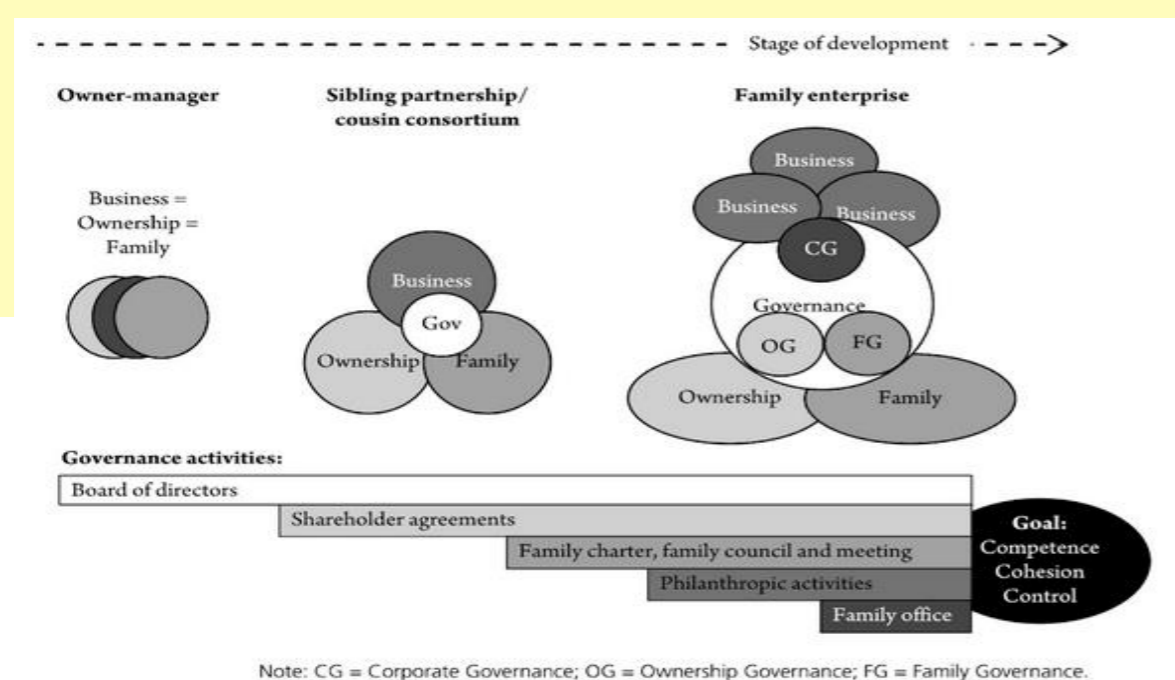 Stage of development
Owner-manager
Sibling partnership/
cousin consortium
Family enterprise
Business =
Ownership =
Family
Business
Gov
Ownership
Family
Business
Business
Business
CG
Governance
OG
FG
Ownership
Family
Governance activities:
Board of directors
Shareholder agreements
Family charter, family council and meeting
Philanthropic activities
Family office
Goal:
Competence
Cohesion
Control
Note: CG = Corporate Governance; OG = Ownership Governance; FG = Family Governance.